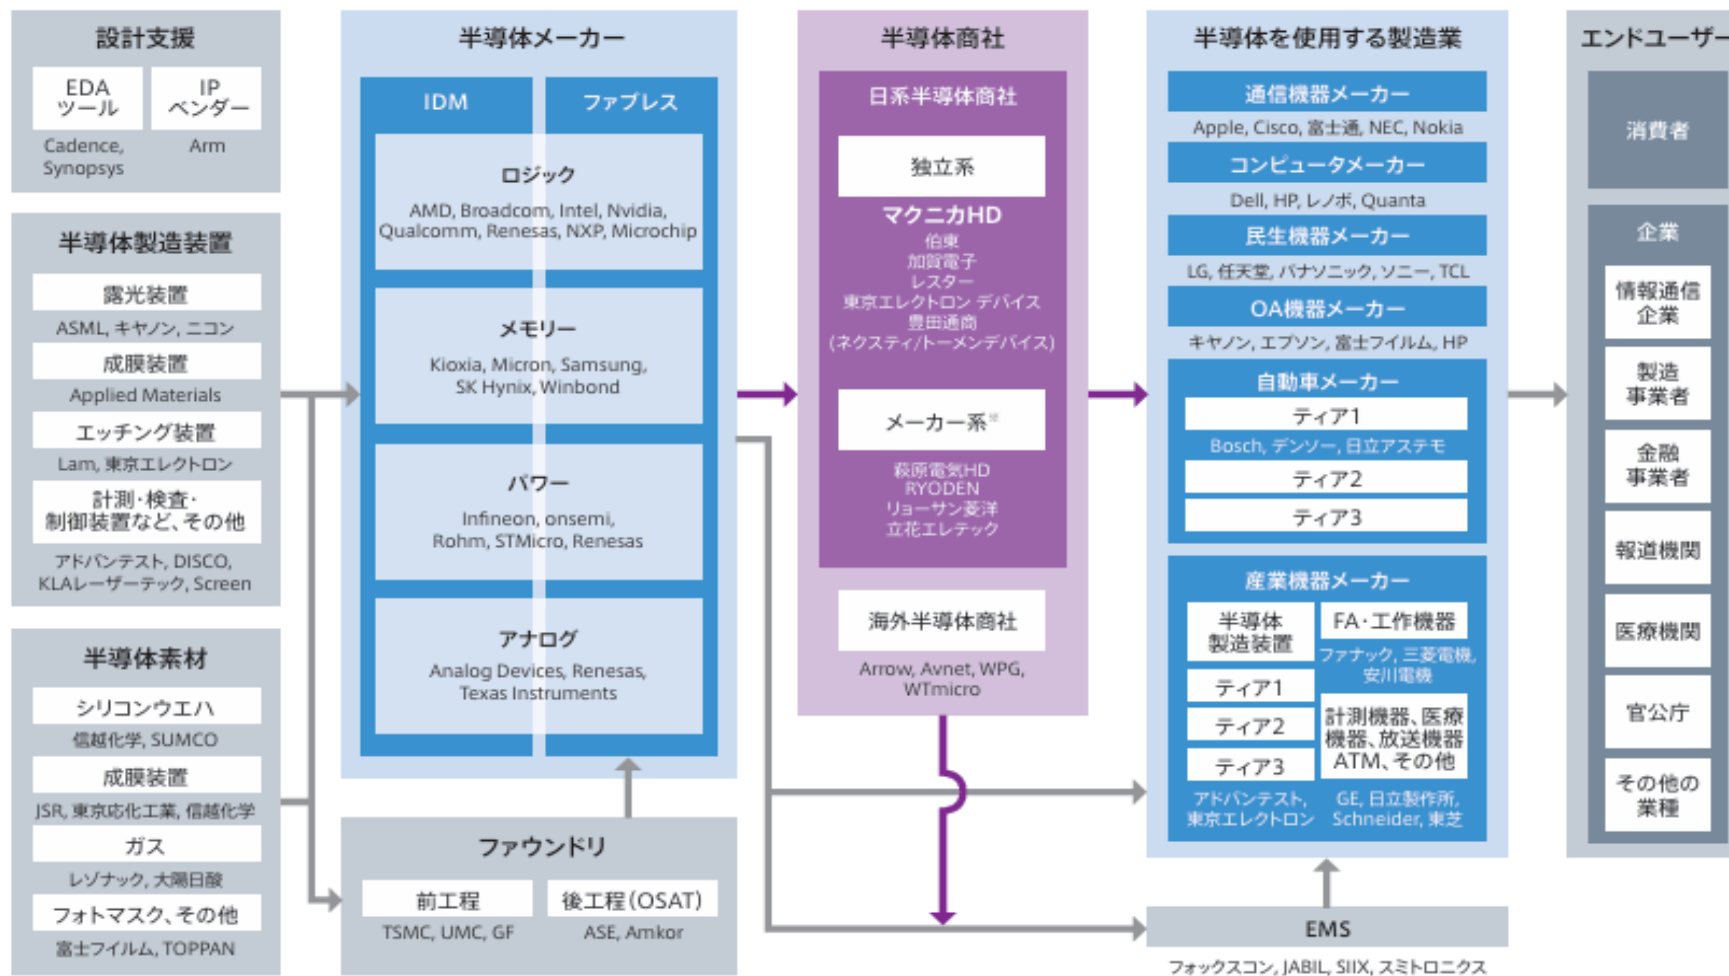 設計支援
EDA
ツール
IP
ベンダー
Cadence,
Synopsys
Arm
半導体製造装置
露光装置
ASML, キヤノン, ニコン
成膜装置
Applied Materials
エッチング装置
Lam, 東京エレクトロン
計測・検査・
制御装置など、その他
アドバンテスト, DISCO,
KLAレーザーテック, Screen
半導体素材
シリコンウエハ
信越化学, SUMCO
成膜装置
JSR, 東京応化工業, 信越化学
ガス
レゾナック, 大陽日酸
フォトマスク、その他
富士フイルム, TOPPAN
半導体メーカー
IDM
ファブレス
ロジック
AMD, Broadcom, Intel, Nvidia,
Qualcomm, Renesas, NXP, Microchip
メモリー
Kioxia, Micron, Samsung,
SK Hynix, Winbond
パワー
Infineon, onsemi,
Rohm, STMicro, Renesas
アナログ
Analog Devices, Renesas,
Texas Instruments
ファウンドリ
前工程
TSMC, UMC, GF
後工程(OSAT)
ASE, Amkor
半導体商社
日系半導体商社
独立系
マクニカHD
伯東
加賀電子
レスター
東京エレクトロン デバイス
豊田通商
(ネクスティ/トーメンデバイス)
メーカー系※
萩原電気HD
RYODEN
リョーサン菱洋
立花エレテック
海外半導体商社
Arrow, Avnet, WPG,
WTmicro
半導体を使用する製造業
通信機器メーカー
Apple, Cisco, 富士通, NEC, Nokia
コンピュータメーカー
Dell, HP, レノボ, Quanta
民生機器メーカー
LG, 任天堂, パナソニック, ソニー, TCL
OA機器メーカー
キヤノン, エプソン, 富士フイルム, HP
自動車メーカー
ティア1
Bosch, デンソー, 日立アステモ
ティア2
ティア3
産業機器メーカー
半導体
製造装置
ティア1
ティア2
ティア3
アドバンテスト,
東京エレクトロン
FA・工作機器
ファナック, 三菱電機,
安川電機
計測機器、医療
機器、放送機器
ATM、その他
GE, 日立製作所,
Schneider, 東芝
EMS
フォックスコン, JABIL, SIIX, スミトロニクス
エンドユーザー
消費者
企業
情報通信
企業
製造
事業者
金融
事業者
報道機関
医療機関
官公庁
その他の
業種